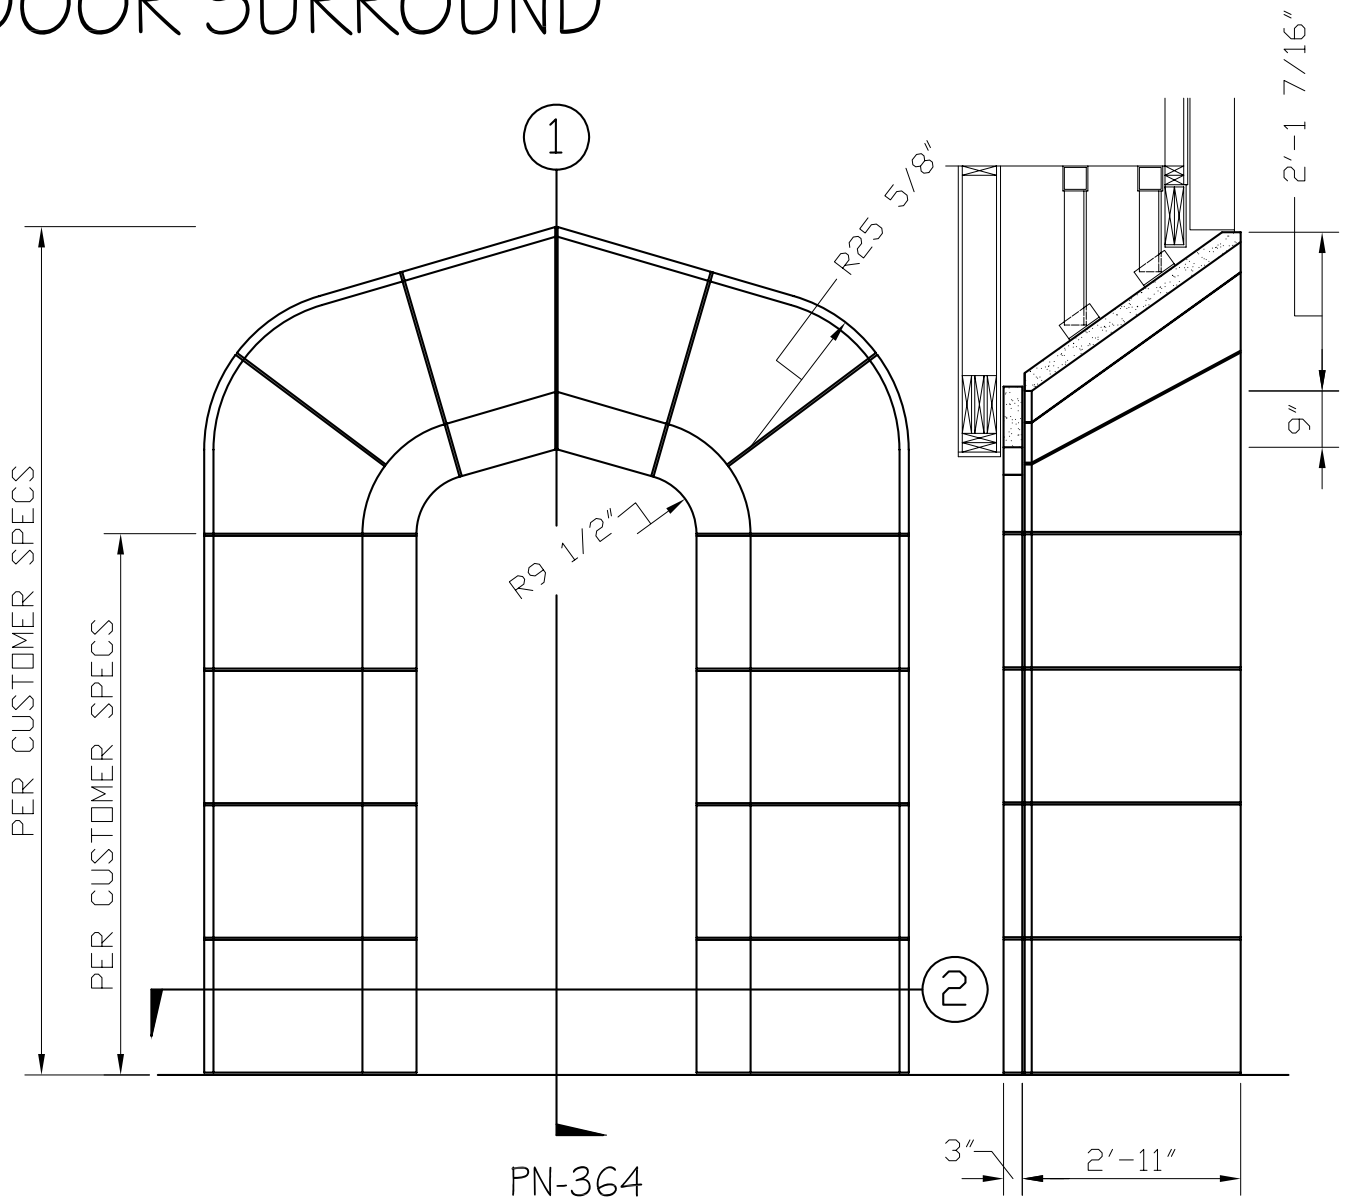 DOOR SURROUND
1
2'-1 7/16"
R25 5/8"
9"
PER CUSTOMER SPECS
PER CUSTOMER SPECS
R9 1/2"
2
3"
2'-11"
PN-364